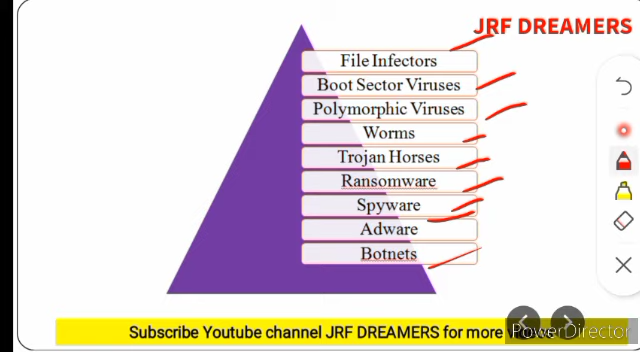 JRF DREAMERS
File Infectors
Boot Sector Viruses
Polymorphic Viruses
Worms
Trojan Horses
Ransomware
Spyware
Adware
Botnets
Subscribe Youtube channel JRF DREAMERS for more
PowerDirector